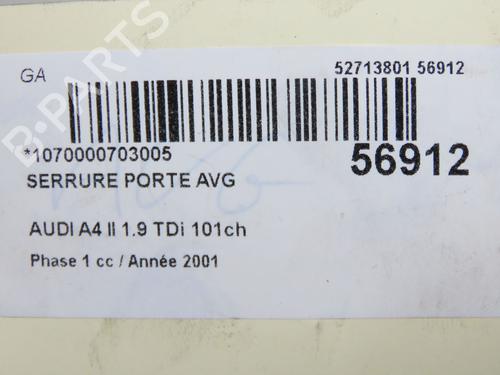 GA
52713801 56912
*1070000703005
56912
SERRURE PORTE AVG
AUDI A4 II 1.9 TDi 101ch
Phase 1 cc / Année 2001
B-PARTS